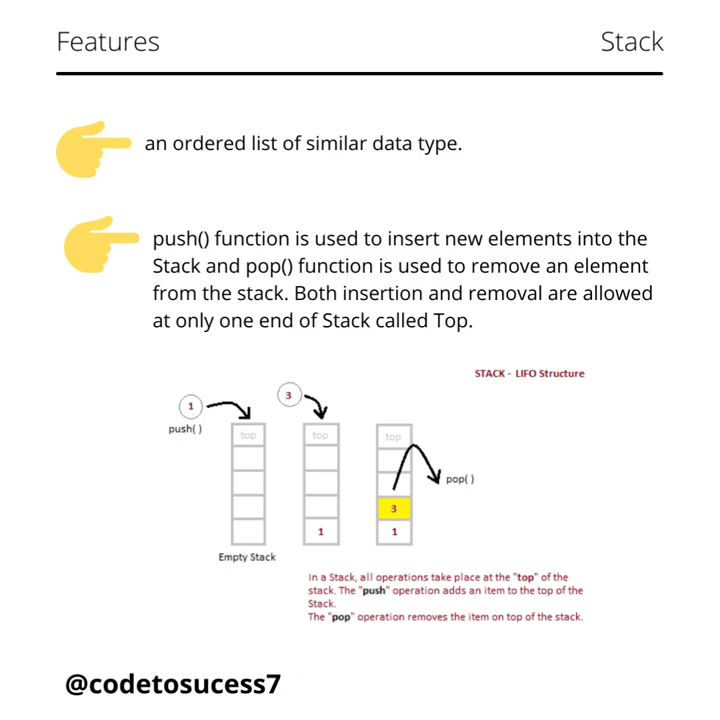 Features
Stack
an ordered list of similar data type.
push() function is used to insert new elements into the
Stack and pop() function is used to remove an element
from the stack. Both insertion and removal are allowed
at only one end of Stack called Top.
STACK - LIFO Structure
1
push( )
top
Empty Stack
3
top
1
top
3
1
pop( )
In a Stack, all operations take place at the "top" of the
stack. The "push" operation adds an item to the top of the
Stack.
The "pop" operation removes the item on top of the stack.
@codetosucess7